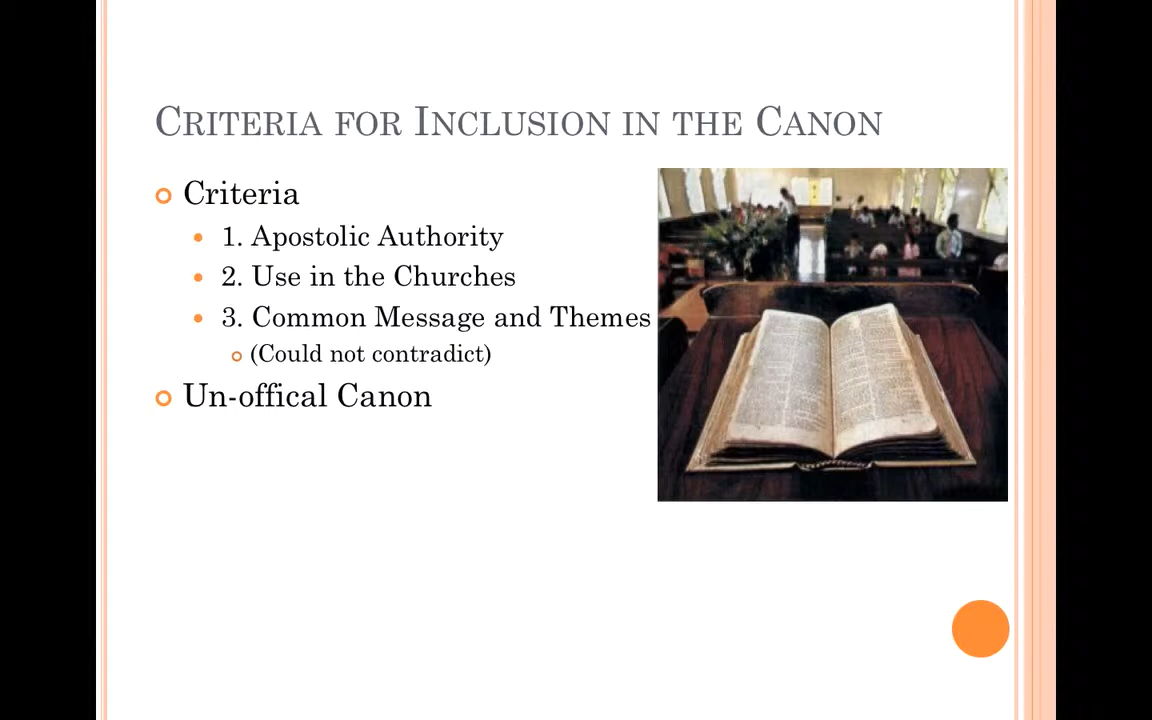 Criteria for Inclusion in the Canon
Criteria
1. Apostolic Authority
2. Use in the Churches
3. Common Message and Themes
(Could not contradict)
Un-offical Canon